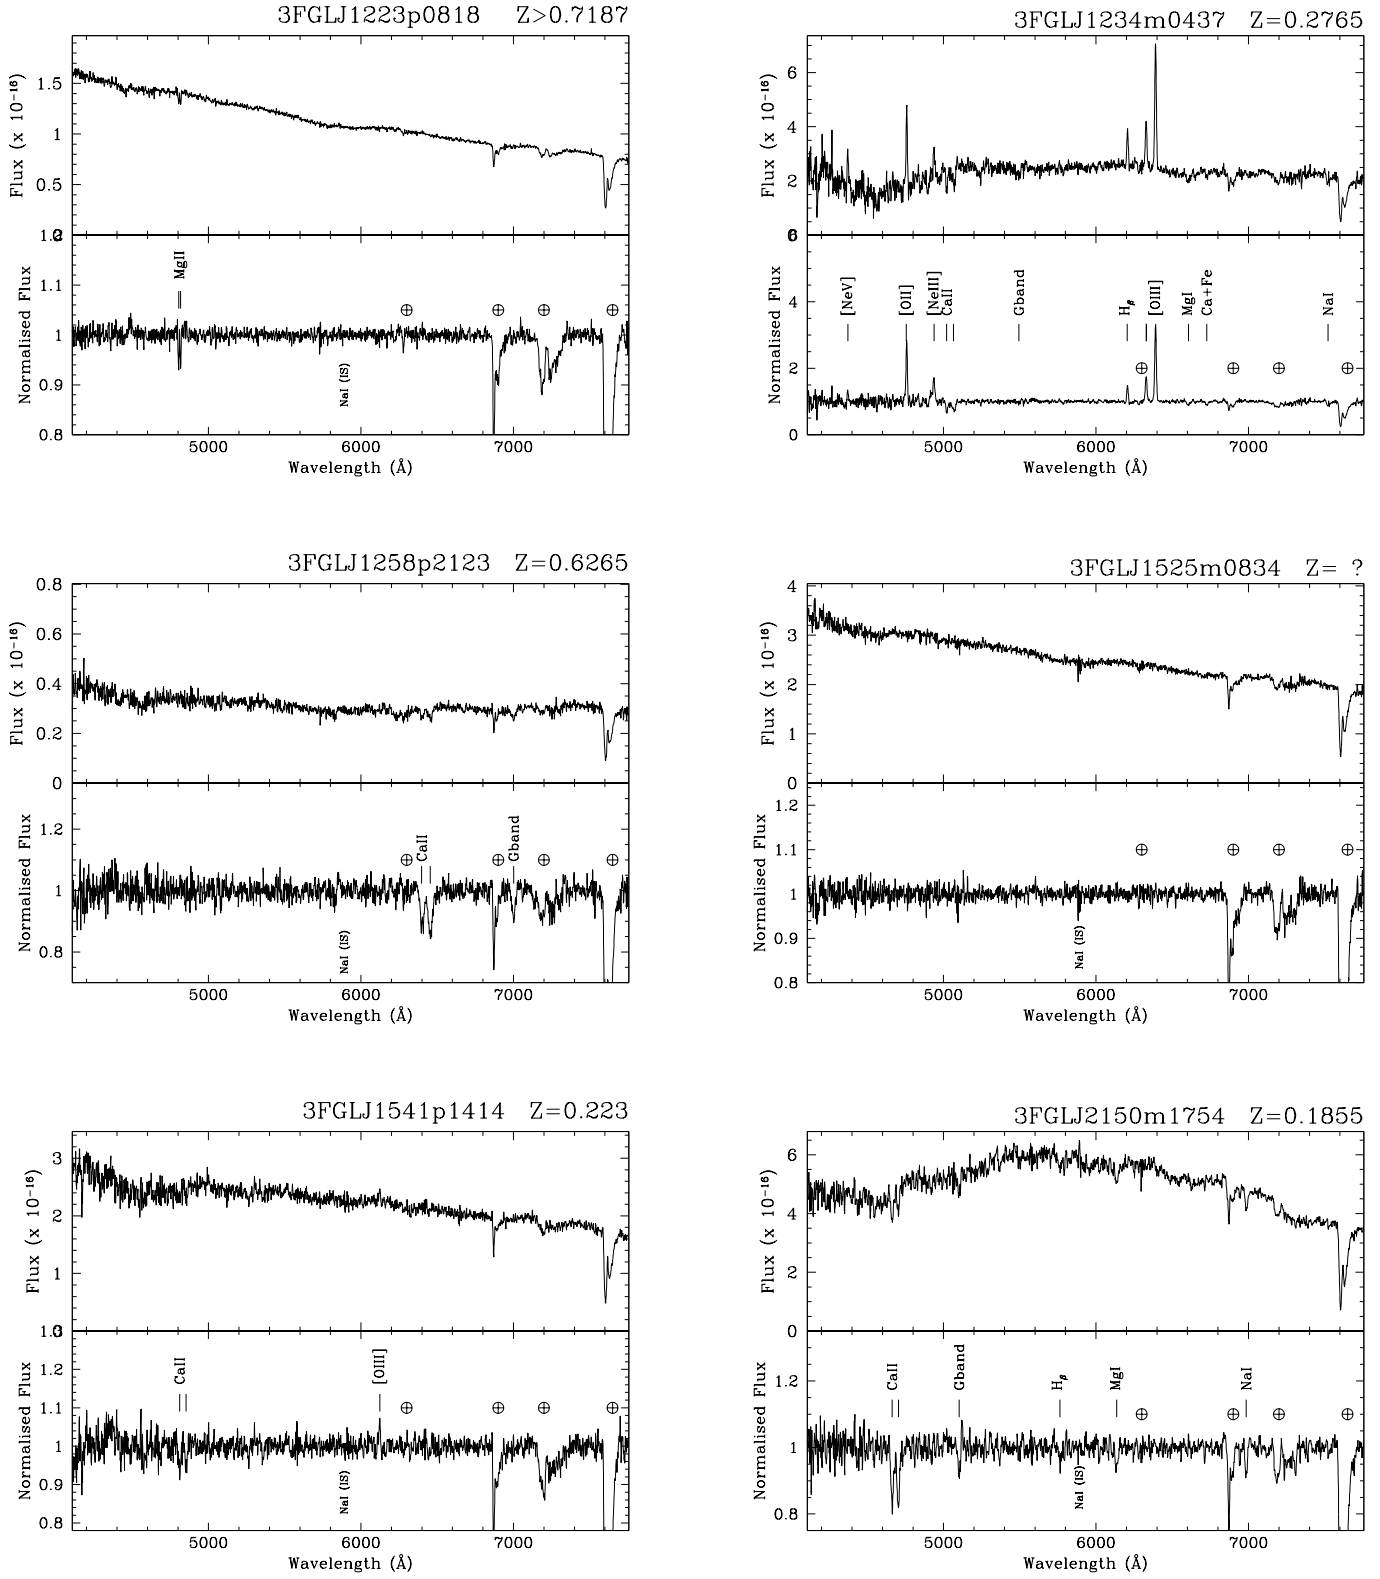 3FGLJ1223p0818 Z>0.7187
Flux (x 10⁻¹⁶)
1.5
1
0.5
0
1.2
1.1
1
0.9
0.8
Normalised Flux
MgII
⊕ ⊕ ⊕ ⊕
NaI (IS)
5000 6000 7000
Wavelength (Å)
3FGLJ1234m0437 Z=0.2765
Flux (x 10⁻¹⁶)
6
4
2
0
6
4
2
0
Normalised Flux
[NeV] [OII] [NeIII] CaII Gband Hβ [OIII] MgI Ca+Fe NaI
⊕ ⊕ ⊕ ⊕
5000 6000 7000
Wavelength (Å)
3FGLJ1258p2123 Z=0.6265
Flux (x 10⁻¹⁶)
0.8
0.6
0.4
0.2
0
1.2
1
0.8
Normalised Flux
⊕ CaII ⊕ Gband ⊕ ⊕
NaI (IS)
5000 6000 7000
Wavelength (Å)
3FGLJ1525m0834 Z= ?
Flux (x 10⁻¹⁶)
4
3
2
1
0
1.2
1.1
1
0.9
0.8
Normalised Flux
⊕ ⊕ ⊕ ⊕
NaI (IS)
5000 6000 7000
Wavelength (Å)
3FGLJ1541p1414 Z=0.223
Flux (x 10⁻¹⁶)
3
2
1
0
1.3
1.2
1.1
1
0.9
0.8
Normalised Flux
CaII [OIII]
⊕ ⊕ ⊕ ⊕
NaI (IS)
5000 6000 7000
Wavelength (Å)
3FGLJ2150m1754 Z=0.1855
Flux (x 10⁻¹⁶)
6
4
2
0
1.2
1
0.8
Normalised Flux
CaII Gband Hβ MgI NaI
⊕ ⊕ ⊕ ⊕
NaI (IS)
5000 6000 7000
Wavelength (Å)